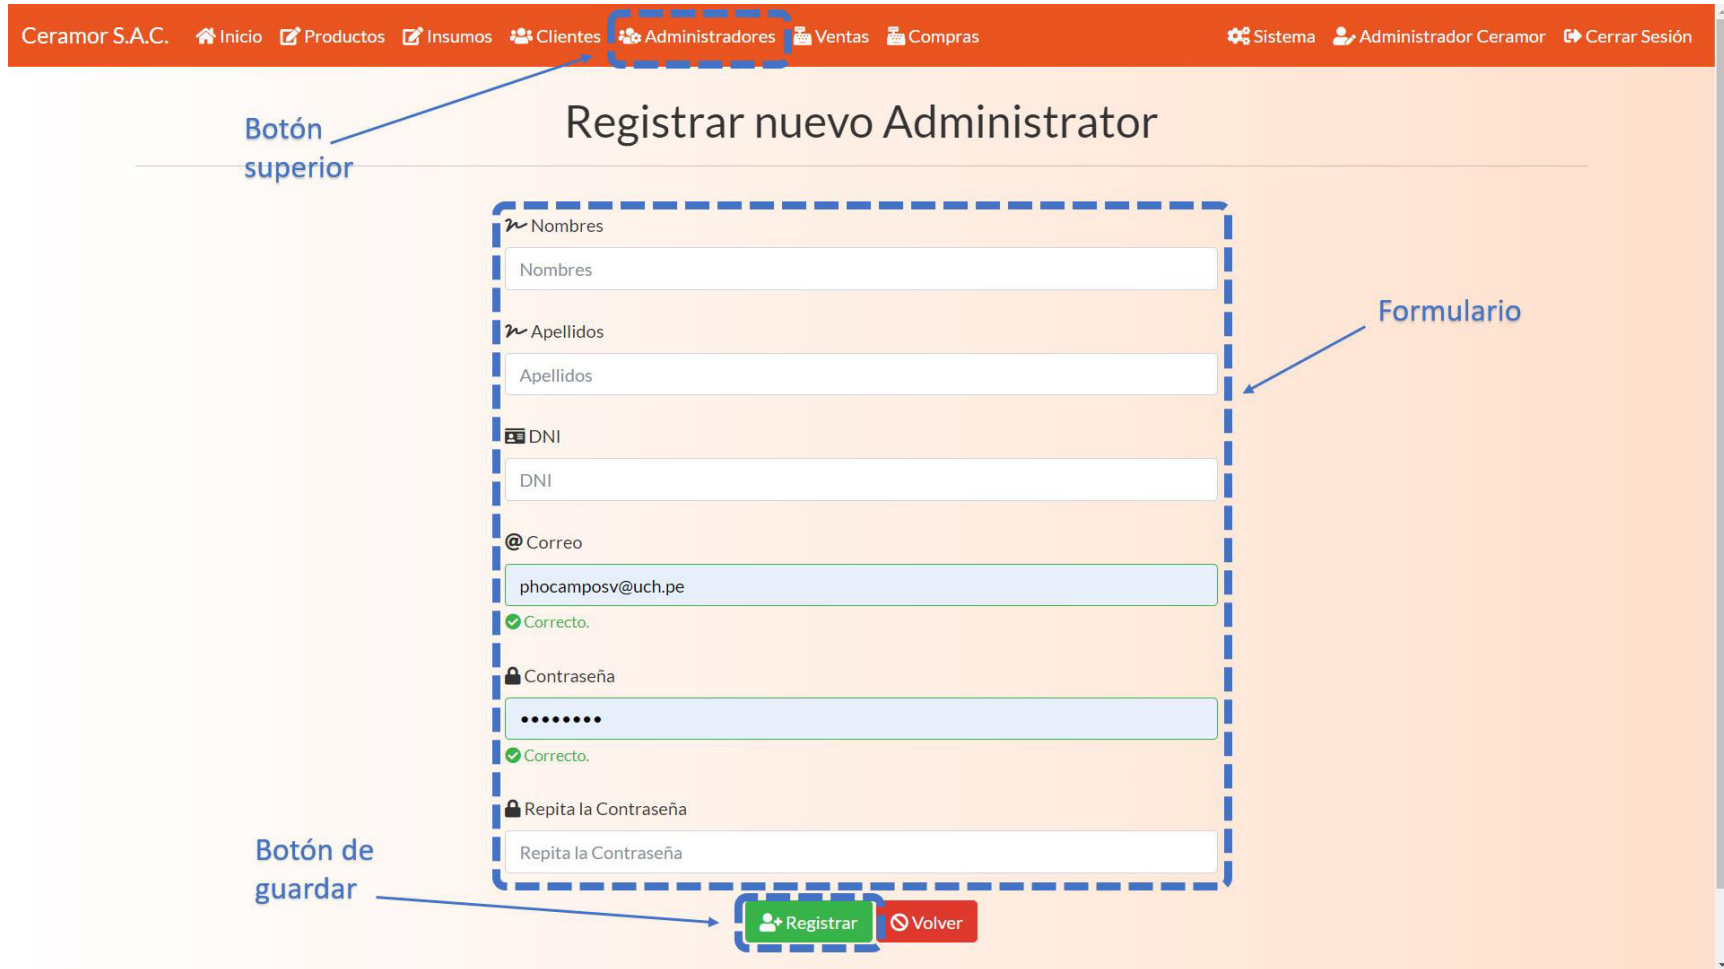 Ceramor S.A.C. Inicio Productos Insumos Clientes Administradores Ventas Compras Sistema Administrador Ceramor Cerrar Sesión
Registrar nuevo Administrator
Botón
superior
Nombres
Nombres
Formulario
Apellidos
Apellidos
DNI
DNI
@ Correo
phocamposv@uch.pe
Correcto.
Contraseña
••••••••
Correcto.
Repita la Contraseña
Repita la Contraseña
Botón de
guardar
Registrar Volver